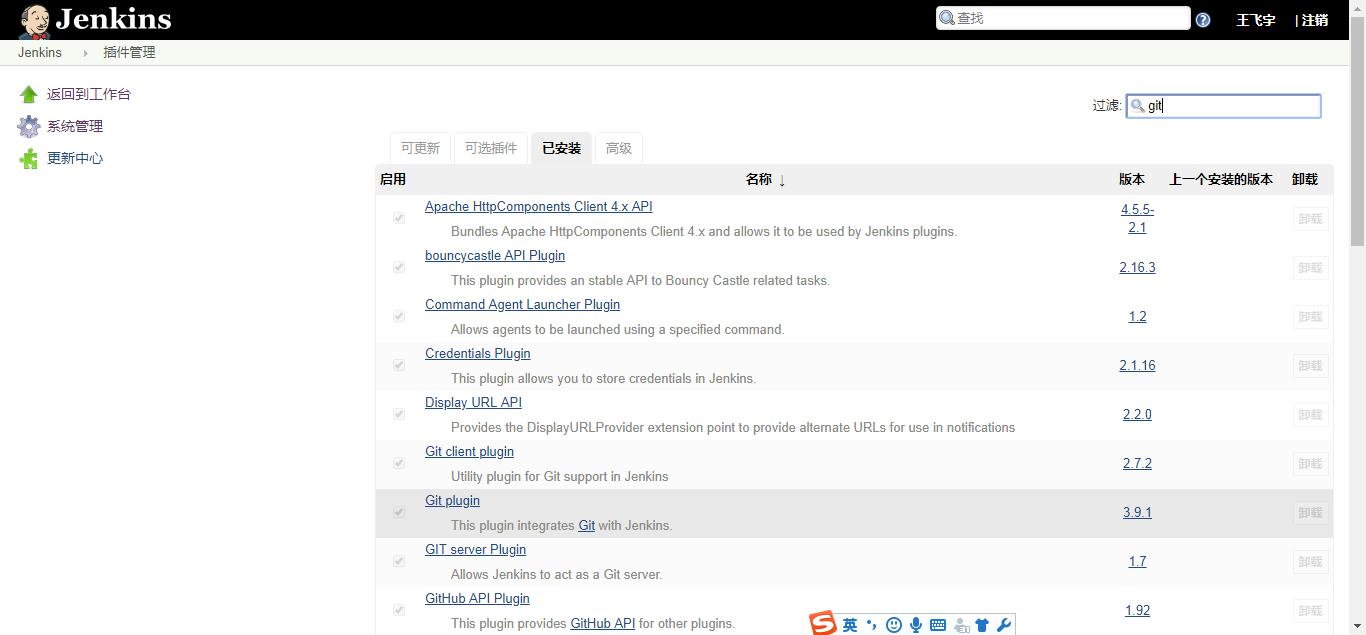 Jenkins
查找
王飞宇 | 注销
Jenkins 插件管理
返回到工作台
系统管理
更新中心
过滤: git
可更新 可选插件 已安装 高级
启用 名称 ↓ 版本 上一个安装的版本 卸载
Apache HttpComponents Client 4.x API
Bundles Apache HttpComponents Client 4.x and allows it to be used by Jenkins plugins.
4.5.5-
2.1
卸载
bouncycastle API Plugin
This plugin provides an stable API to Bouncy Castle related tasks.
2.16.3
卸载
Command Agent Launcher Plugin
Allows agents to be launched using a specified command.
1.2
卸载
Credentials Plugin
This plugin allows you to store credentials in Jenkins.
2.1.16
卸载
Display URL API
Provides the DisplayURLProvider extension point to provide alternate URLs for use in notifications
2.2.0
卸载
Git client plugin
Utility plugin for Git support in Jenkins
2.7.2
卸载
Git plugin
This plugin integrates Git with Jenkins.
3.9.1
卸载
GIT server Plugin
Allows Jenkins to act as a Git server.
1.7
卸载
GitHub API Plugin
This plugin provides GitHub API for other plugins.
1.92
卸载
S 英